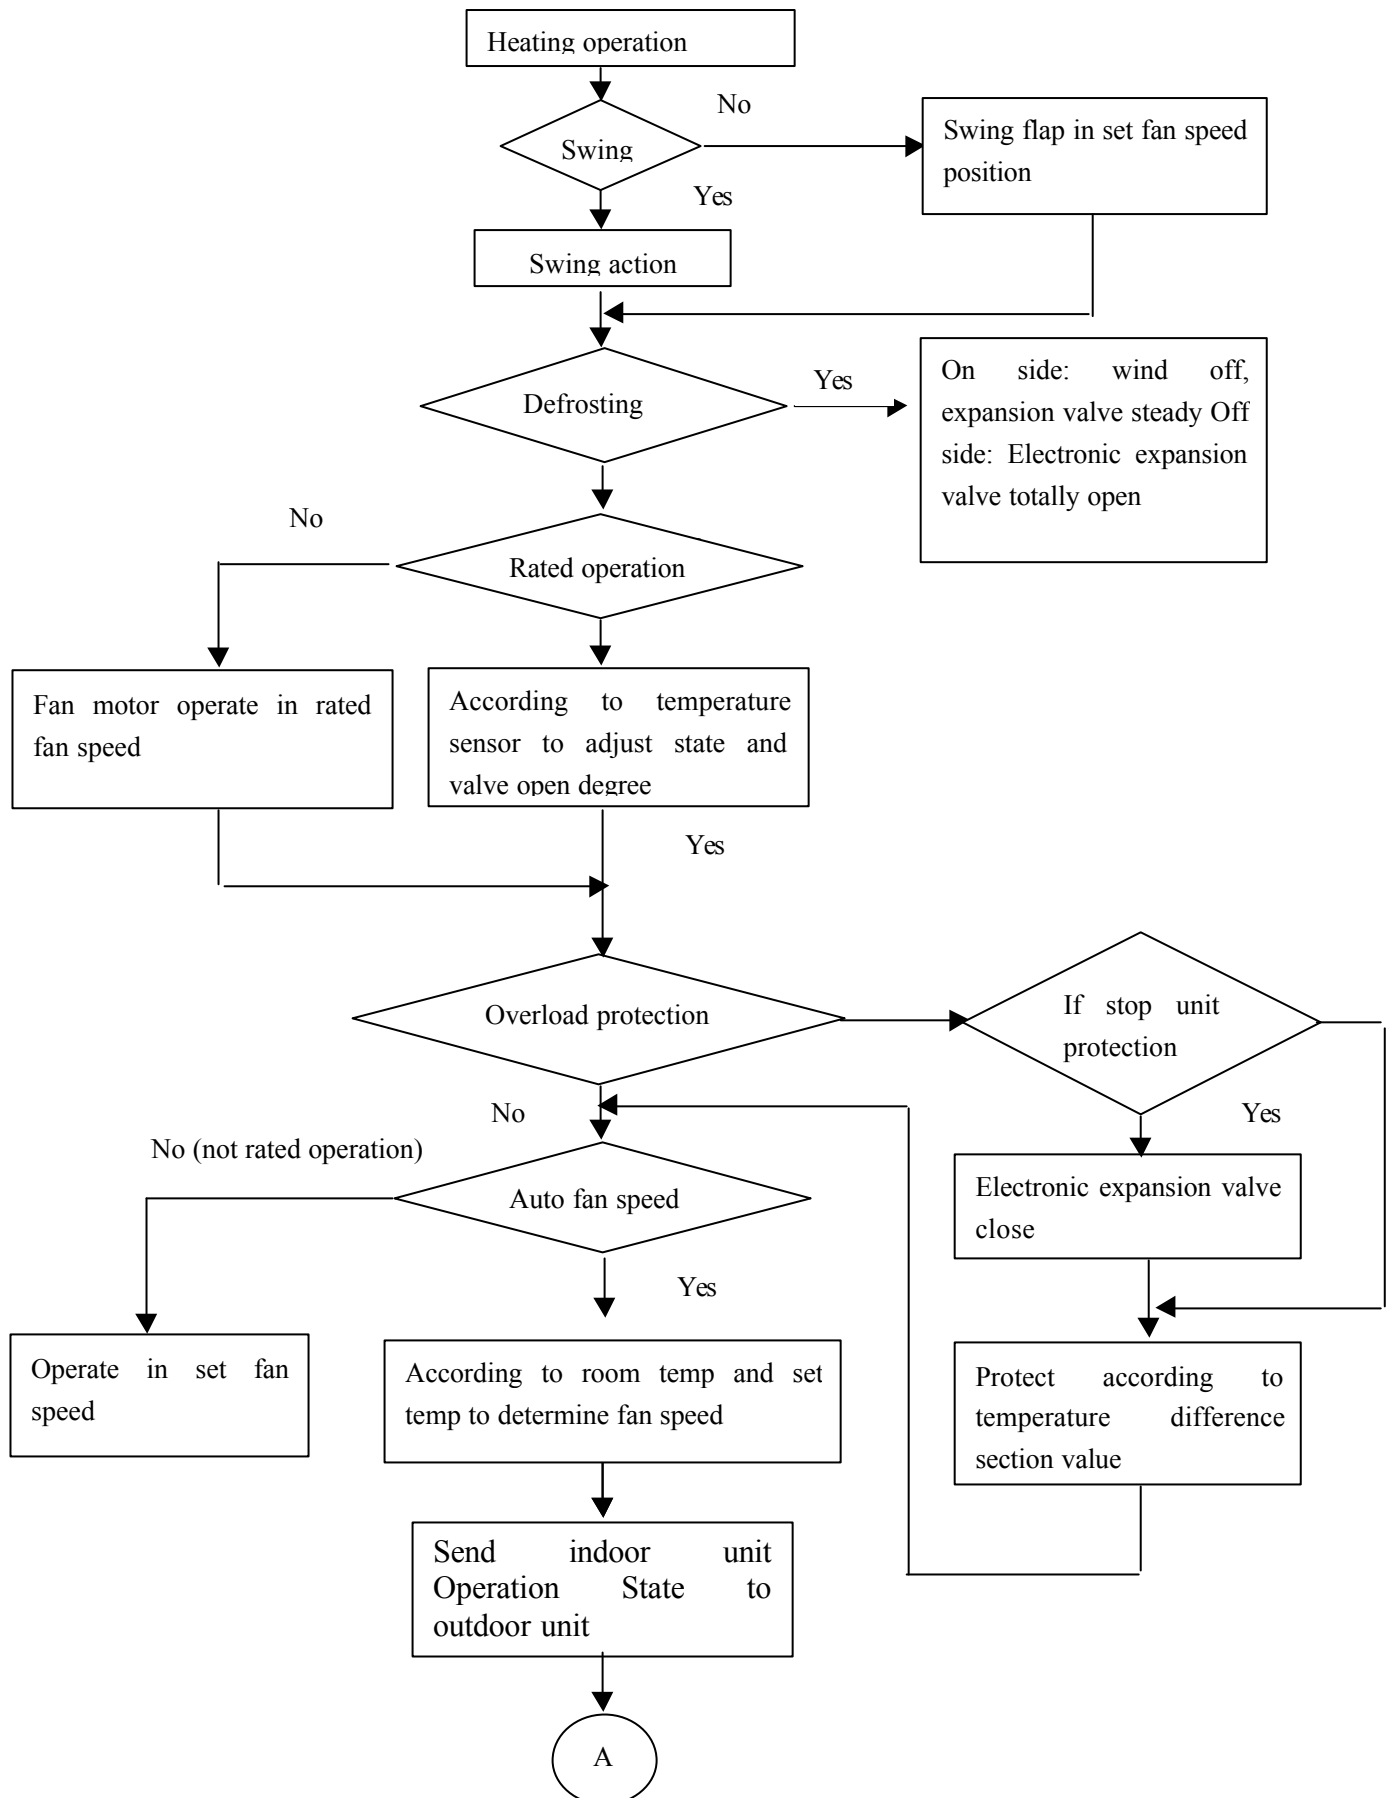 Heating operation
No
Swing
Swing flap in set fan speed
position
Yes
Swing action
Defrosting
Yes
On side: wind off,
expansion valve steady Off
side: Electronic expansion
valve totally open
No
Rated operation
Fan motor operate in rated
fan speed
According to temperature
sensor to adjust state and
valve open degree
Yes
Overload protection
If stop unit
protection
No
Yes
No (not rated operation)
Auto fan speed
Electronic expansion valve
close
Yes
Operate in set fan
speed
According to room temp and set
temp to determine fan speed
Protect according to
temperature difference
section value
Send indoor unit
Operation State to
outdoor unit
A